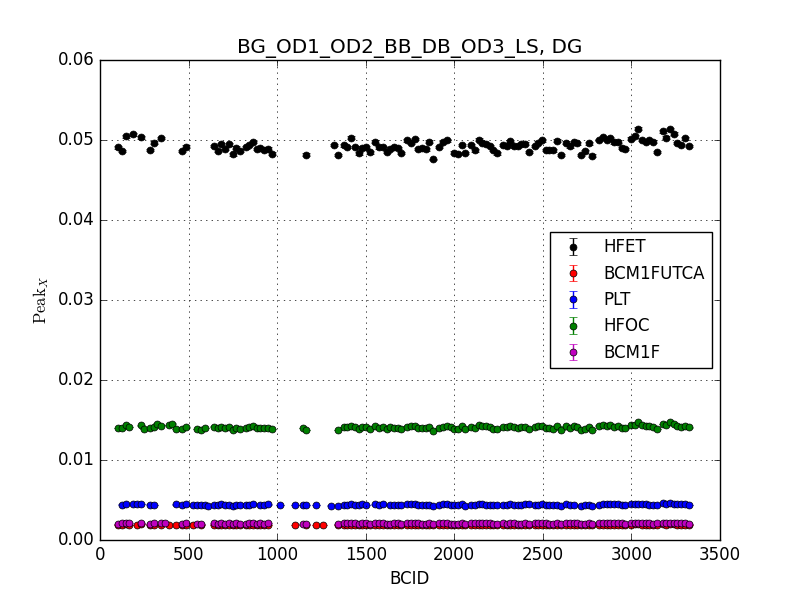 BG_OD1_OD2_BB_DB_OD3_LS, DG
0.06
0.05
0.04
0.03
0.02
0.01
0.00
Peak_X
HFET
BCM1FUTCA
PLT
HFOC
BCM1F
0 500 1000 1500 2000 2500 3000 3500
BCID